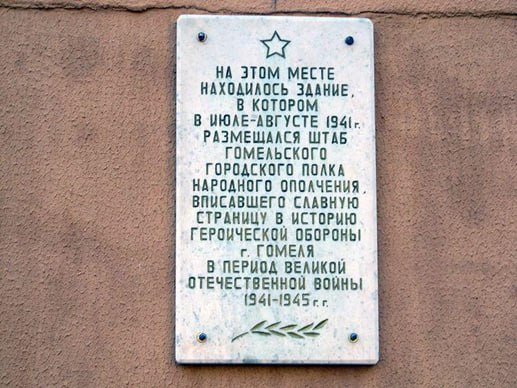 НА ЭТОМ МЕСТЕ
НАХОДИЛОСЬ ЗДАНИЕ,
В КОТОРОМ
В ИЮЛЕ-АВГУСТЕ 1941г.
РАЗМЕЩАЛСЯ ШТАБ
ГОМЕЛЬСКОГО
ГОРОДСКОГО ПОЛКА
НАРОДНОГО ОПОЛЧЕНИЯ,
ВПИСАВШЕГО СЛАВНУЮ
СТРАНИЦУ В ИСТОРИЮ
ГЕРОИЧЕСКОЙ ОБОРОНЫ
г. ГОМЕЛЯ
В ПЕРИОД ВЕЛИКОЙ
ОТЕЧЕСТВЕННОЙ ВОЙНЫ
1941-1945г.г.